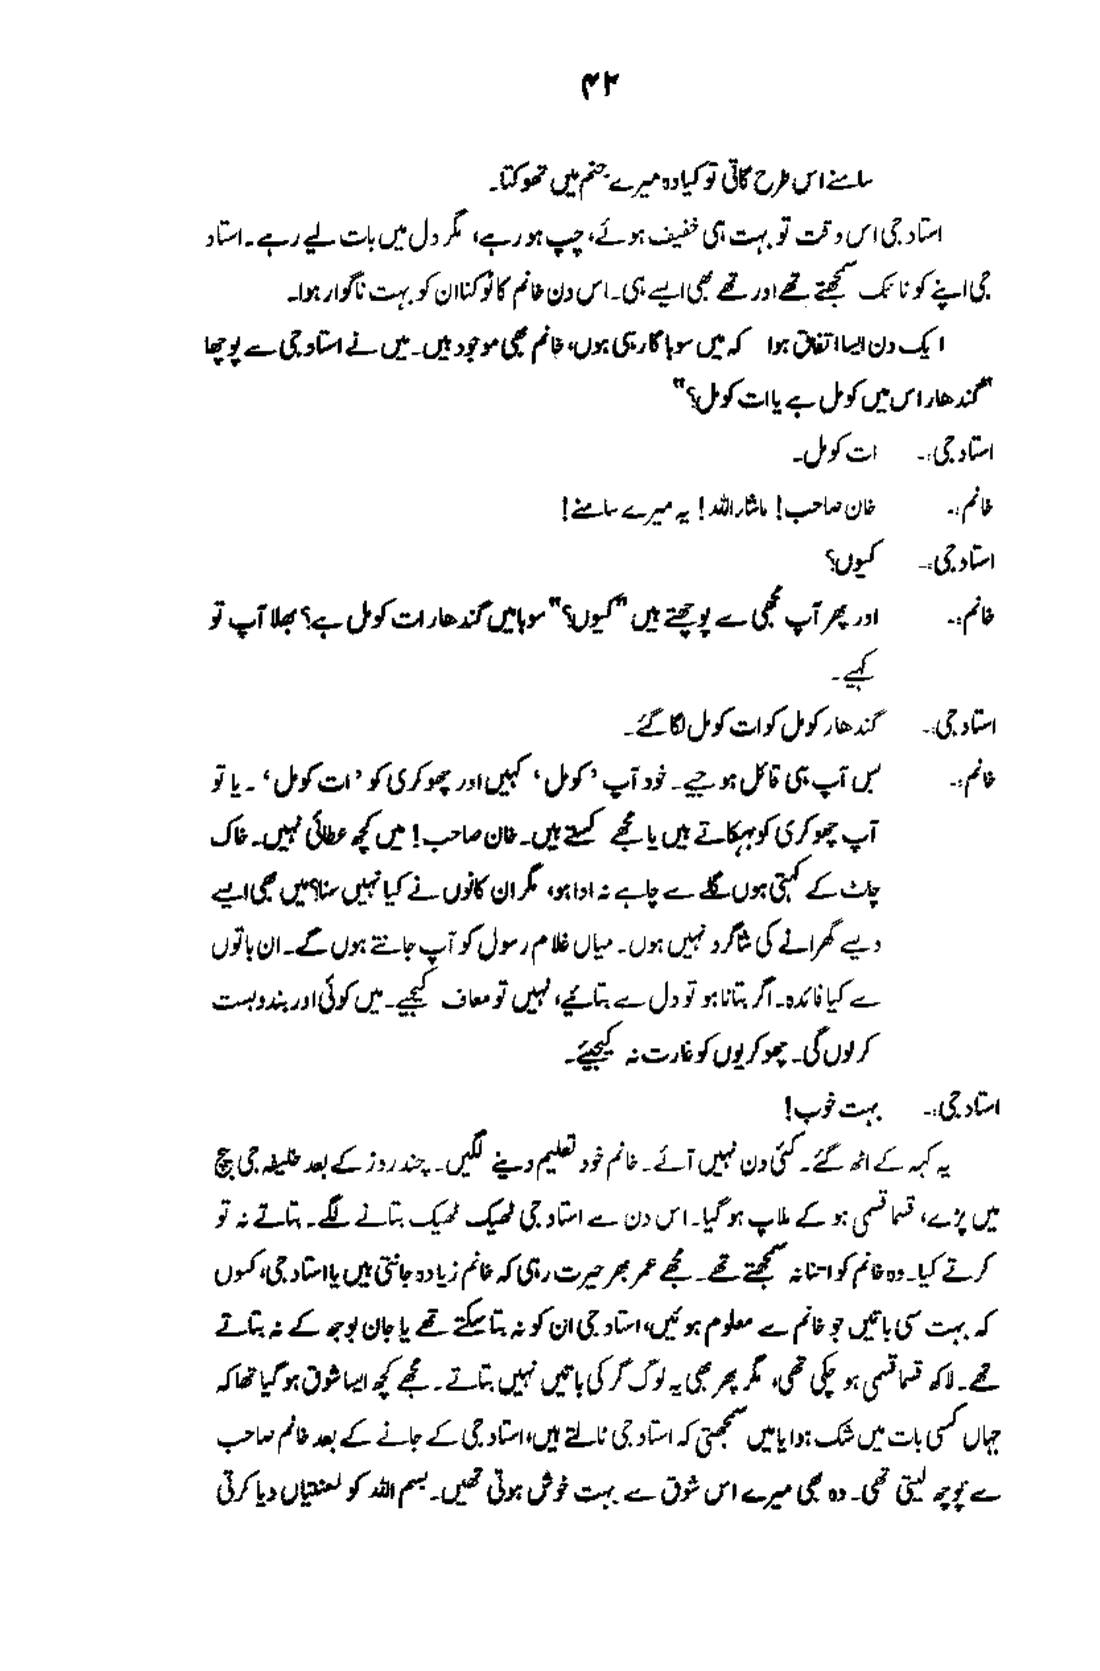 ۴۲
سامنے اس طرح گاتی تو کیا وہ میرے جنم میں تھوکتا۔
استاد جی اس وقت تو بہت ہی خفیف ہوئے، چپ ہو رہے، مگر دل میں بات لیے رہے۔ استاد
جی اپنے کو نائک سمجھتے تھے اور تھے بھی ایسے ہی۔ اس دن خانم کا ٹوکنا ان کو بہت ناگوار ہوا۔
ایک دن ایسا اتفاق ہوا کہ میں سوہا گا رہی ہوں، خانم بھی موجود ہیں۔ میں نے استاد جی سے پوچھا
"گندھار اس میں کومل ہے یا ات کومل؟"
استاد جی:۔ ات کومل۔
خانم:۔ خان صاحب! ماشاء اللہ! یہ میرے سامنے!
استاد جی:۔ کیوں؟
خانم:۔ اور پھر آپ مجھی سے پوچھتے ہیں "کیوں؟" سوہا میں گندھار ات کومل ہے؟ بھلا آپ تو
کہیے۔
استاد جی:۔ گندھار کومل کو ات کومل لگا گئے۔
خانم:۔ بس آپ ہی قائل ہو جیے۔ خود آپ 'کومل' کہیں اور چھوکری کو 'ات کومل'۔ یا تو
آپ چھوکری کو بہکاتے ہیں یا مجھے کستے ہیں۔ خان صاحب! میں کچھ عطائی نہیں۔ خاک
چاٹ کے کہتی ہوں گلے سے چاہے نہ ادا ہو، مگر ان کانوں نے کیا نہیں سنا؟ میں بھی ایسے
ویسے گھرانے کی شاگرد نہیں ہوں۔ میاں غلام رسول کو آپ جانتے ہوں گے۔ ان باتوں
سے کیا فائدہ۔ اگر بتانا ہو تو دل سے بتائیے، نہیں تو معاف کیجیے۔ میں کوئی اور بندوبست
کر لوں گی۔ چھوکریوں کو غارت نہ کیجیئے۔
استاد جی:۔ بہت خوب!
یہ کہہ کے اٹھ گئے۔ کئی دن نہیں آئے۔ خانم خود تعلیم دینے لگیں۔ چند روز کے بعد خلیفہ جی بیچ
میں پڑے، قسما قسمی ہو کے ملاپ ہو گیا۔ اس دن سے استاد جی ٹھیک ٹھیک بتانے لگے۔ بتاتے نہ تو
کرتے کیا۔ وہ خانم کو اتنا نہ سمجھتے تھے۔ مجھے عمر بھر حیرت رہی کہ خانم زیادہ جانتی ہیں یا استاد جی، کیوں
کہ بہت سی باتیں جو خانم سے معلوم ہوئیں، استاد جی ان کو نہ بتا سکتے تھے یا جان بوجھ کے نہ بتاتے
تھے۔ لاکھ قسما قسمی ہو چکی تھی، مگر پھر بھی یہ لوگ گر کی باتیں نہیں بتاتے۔ مجھے کچھ ایسا شوق ہو گیا تھا کہ
جہاں کسی بات میں شک ہوا یا میں سمجھتی کہ استاد جی ٹالتے ہیں، استاد جی کے جانے کے بعد خانم صاحب
سے پوچھ لیتی تھی۔ وہ بھی میرے اس شوق سے بہت خوش ہوتی تھیں۔ بسم اللہ کو لعنتیاں دیا کرتی